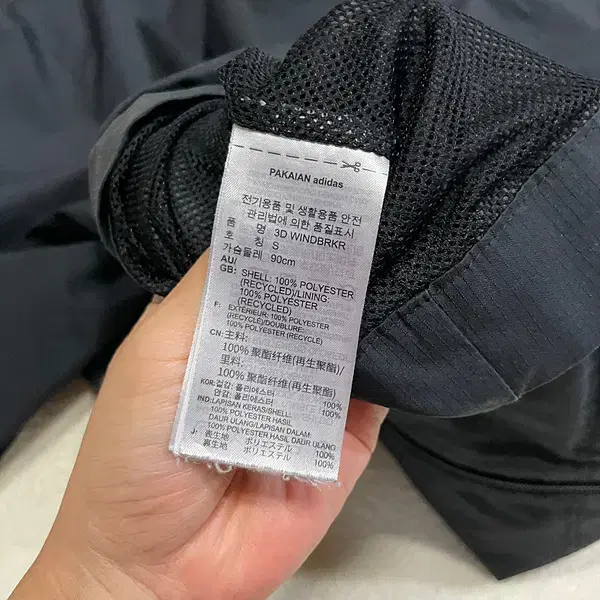 PAKAIAN adidas
전기용품 및 생활용품 안전
관리법에 의한 품질표시
품 명 3D WINDBRKR
호 칭 S
가슴둘레 90cm
AU/
GB: SHELL: 100% POLYESTER
(RECYCLED)/LINING:
100% POLYESTER
(RECYCLED)
F: EXTÉRIEUR: 100% POLYESTER
(RECYCLÉ)/DOUBLURE:
100% POLYESTER (RECYCLÉ)
CN: 主料:
100% 聚酯纤维(再生聚酯)/
里料:
100% 聚酯纤维(再生聚酯)
KOR: 겉감: 폴리에스터 100%
안감: 폴리에스터 100%
IND: LAPISAN KERAS/SHELL:
100% POLYESTER HASIL
DAUR ULANG/LAPISAN DALAM:
100% POLYESTER HASIL DAUR ULANG
J: 表生地 ポリエステル 100%
裏生地 ポリエステル 100%